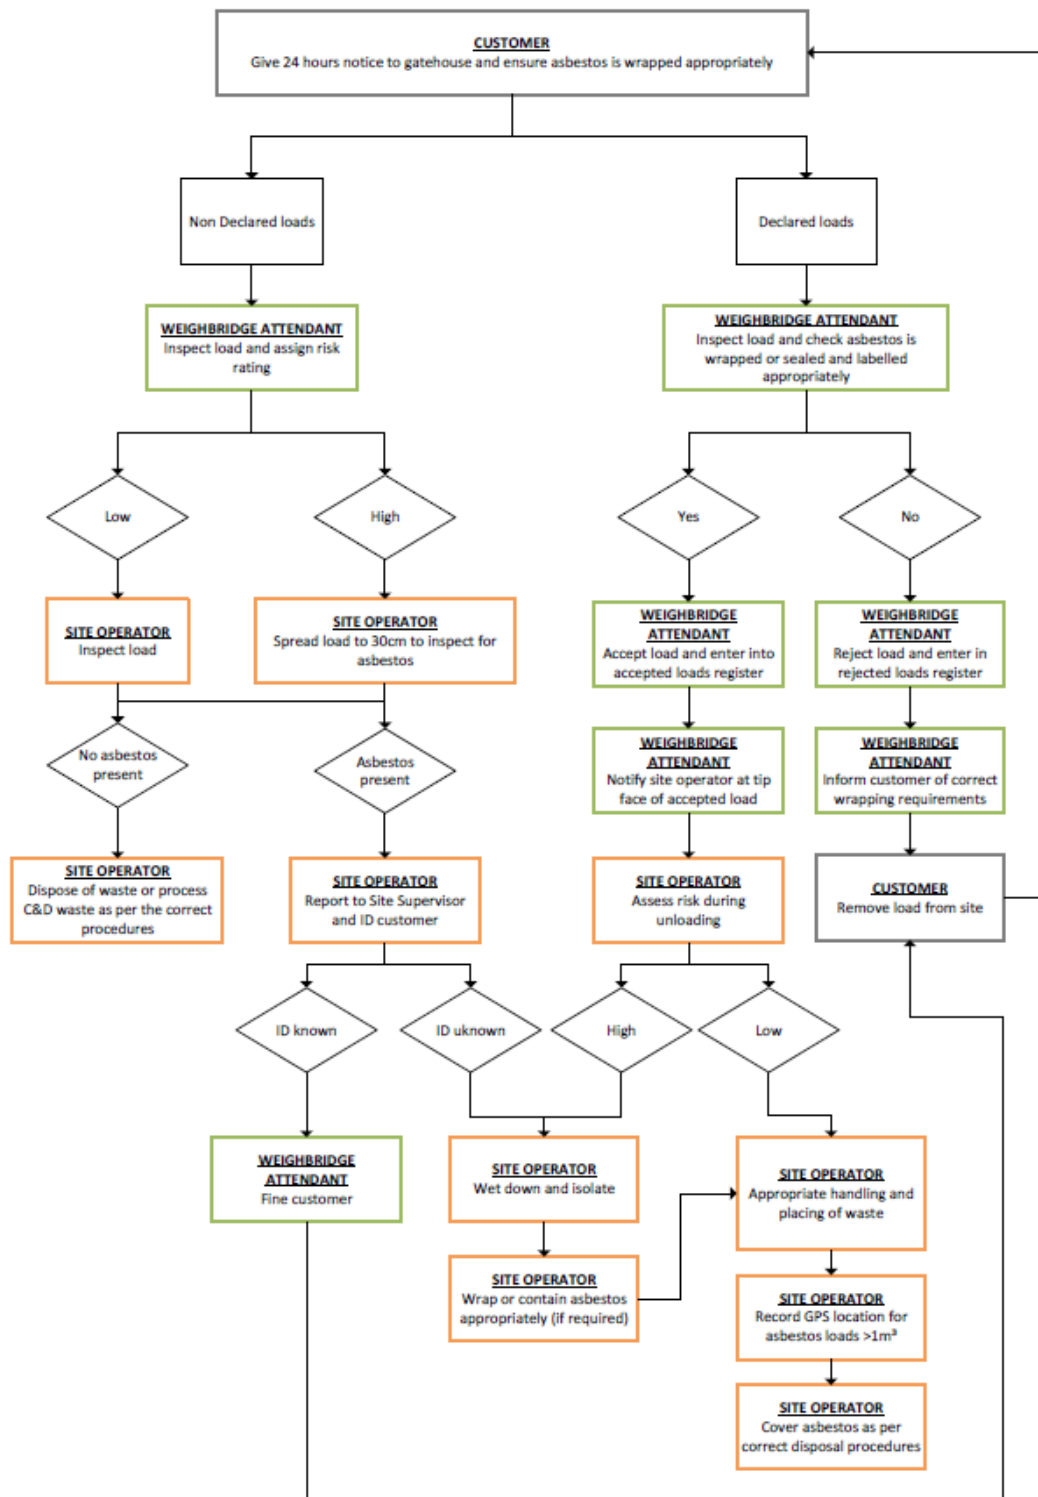 CUSTOMER
Give 24 hours notice to gatehouse and ensure asbestos is wrapped appropriately
Non Declared loads
Declared loads
WEIGHBRIDGE ATTENDANT
Inspect load and assign risk
rating
WEIGHBRIDGE ATTENDANT
Inspect load and check asbestos is
wrapped or sealed and labelled
appropriately
Low
High
Yes
No
SITE OPERATOR
Inspect load
SITE OPERATOR
Spread load to 30cm to inspect for
asbestos
WEIGHBRIDGE
ATTENDANT
Accept load and enter into
accepted loads register
WEIGHBRIDGE
ATTENDANT
Reject load and enter in
rejected loads register
No asbestos
present
Asbestos
present
WEIGHBRIDGE
ATTENDANT
Notify site operator at tip
face of accepted load
WEIGHBRIDGE
ATTENDANT
Inform customer of correct
wrapping requirements
SITE OPERATOR
Dispose of waste or process
C&D waste as per the correct
procedures
SITE OPERATOR
Report to Site Supervisor
and ID customer
SITE OPERATOR
Assess risk during
unloading
CUSTOMER
Remove load from site
ID known
ID uknown
High
Low
WEIGHBRIDGE
ATTENDANT
Fine customer
SITE OPERATOR
Wet down and isolate
SITE OPERATOR
Appropriate handling and
placing of waste
SITE OPERATOR
Wrap or contain asbestos
appropriately (if required)
SITE OPERATOR
Record GPS location for
asbestos loads >1m³
SITE OPERATOR
Cover asbestos as per
correct disposal procedures